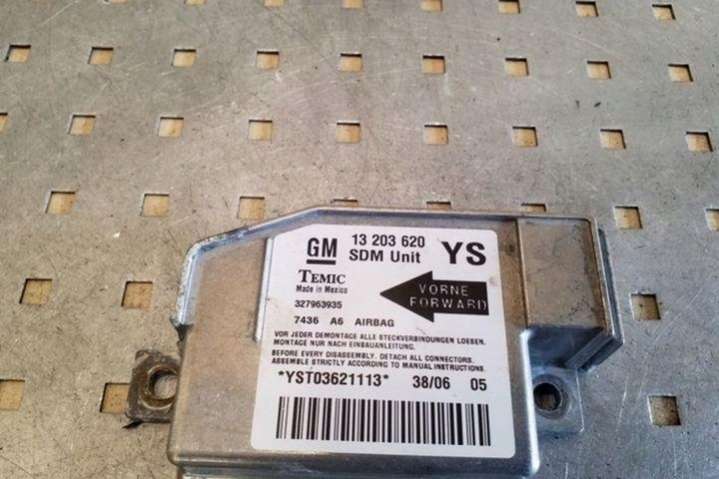 GM 13 203 620 YS
SDM Unit
TEMIC
Made in Mexico
VORNE
FORWARD
327963935
7436 A6 AIRBAG
VOR JEDER DEMONTAGE ALLE STECKVERBINDUNGEN LOESEN.
MONTAGE NUR NACH EINBAUANLEITUNG.
BEFORE EVERY DISASSEMBLY, DETACH ALL CONNECTORS.
ASSEMBLE STRICTLY ACCORDING TO MANUAL INSTRUCTIONS.
*YST03621113* 38/06 05